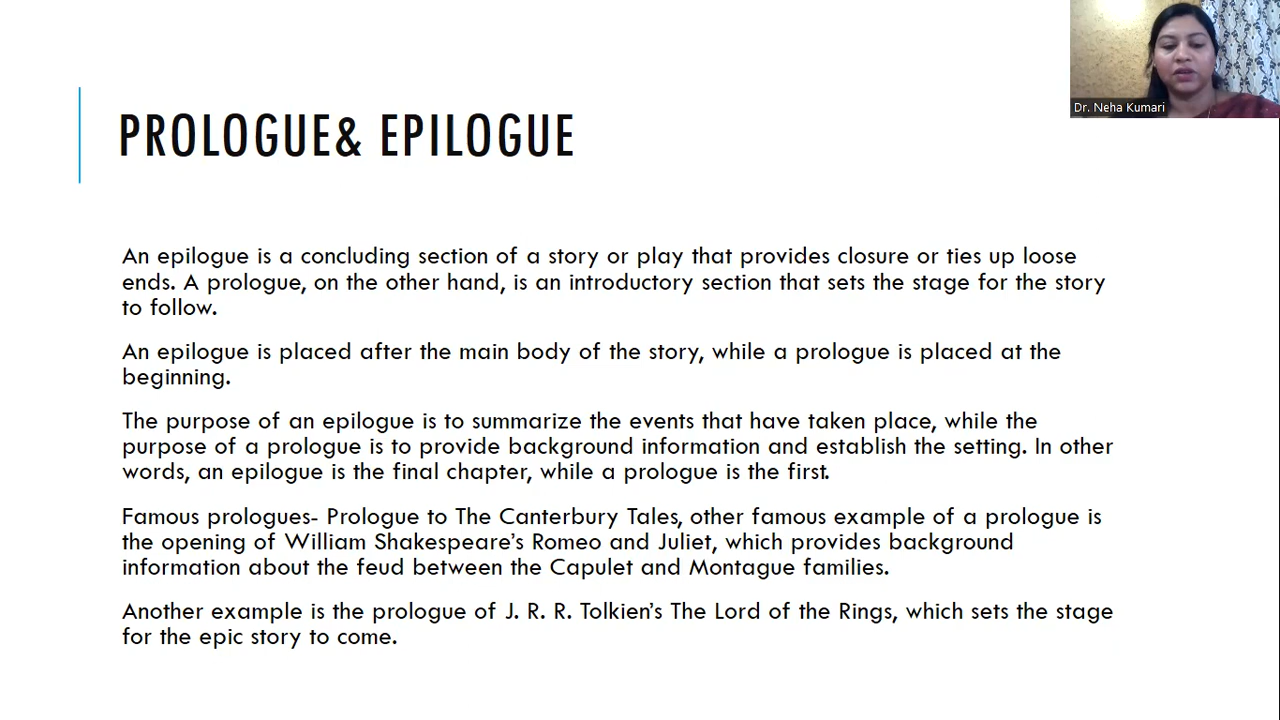 Dr. Neha Kumari
PROLOGUE& EPILOGUE
An epilogue is a concluding section of a story or play that provides closure or ties up loose
ends. A prologue, on the other hand, is an introductory section that sets the stage for the story
to follow.
An epilogue is placed after the main body of the story, while a prologue is placed at the
beginning.
The purpose of an epilogue is to summarize the events that have taken place, while the
purpose of a prologue is to provide background information and establish the setting. In other
words, an epilogue is the final chapter, while a prologue is the first.
Famous prologues- Prologue to The Canterbury Tales, other famous example of a prologue is
the opening of William Shakespeare’s Romeo and Juliet, which provides background
information about the feud between the Capulet and Montague families.
Another example is the prologue of J. R. R. Tolkien’s The Lord of the Rings, which sets the stage
for the epic story to come.